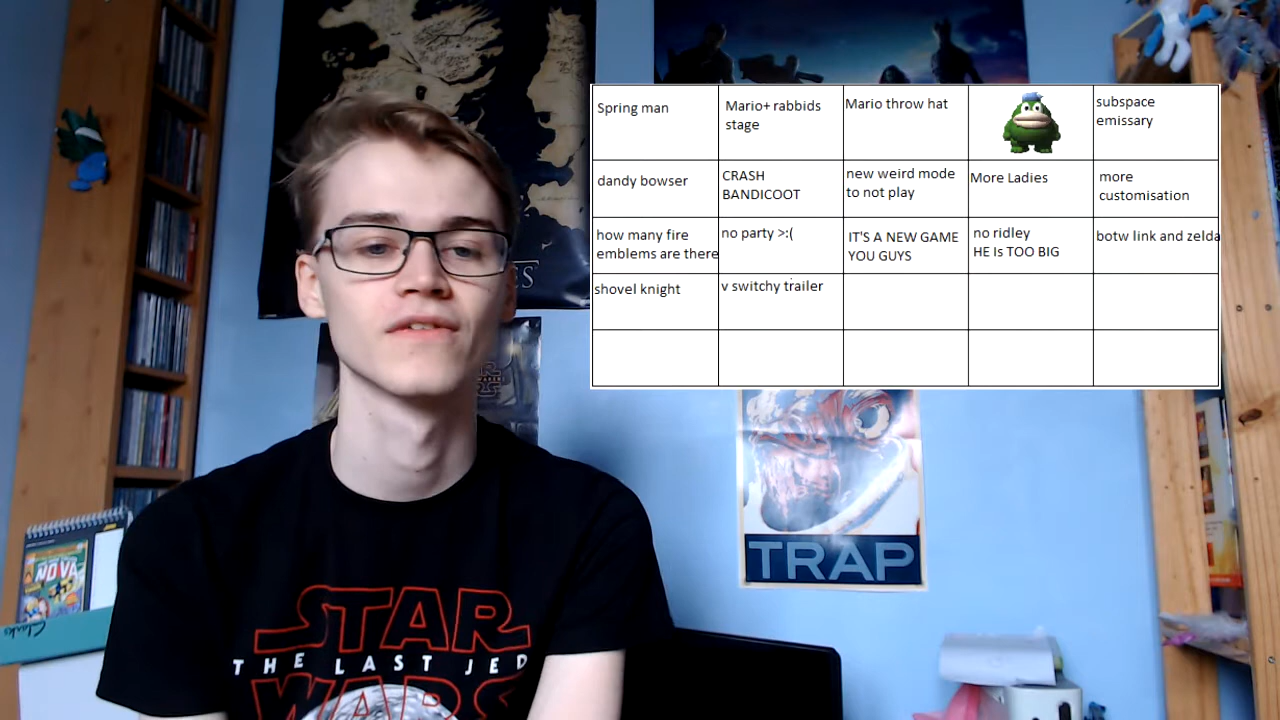 Spring man
Mario+ rabbids
stage
Mario throw hat
subspace
emissary
dandy bowser
CRASH
BANDICOOT
new weird mode
to not play
More Ladies
more
customisation
how many fire
emblems are there
no party >:(
IT'S A NEW GAME
YOU GUYS
no ridley
HE Is TOO BIG
botw link and zelda
shovel knight
v switchy trailer
TRAP
NOVA
Clarks
STAR
THE LAST JED
WARS